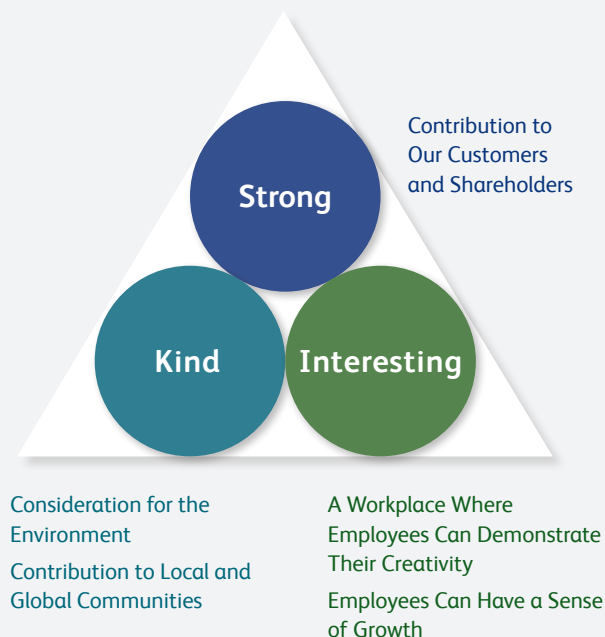 Contribution to
Our Customers
and Shareholders
Strong
Kind
Interesting
Consideration for the
Environment
Contribution to Local and
Global Communities
A Workplace Where
Employees Can Demonstrate
Their Creativity
Employees Can Have a Sense
of Growth